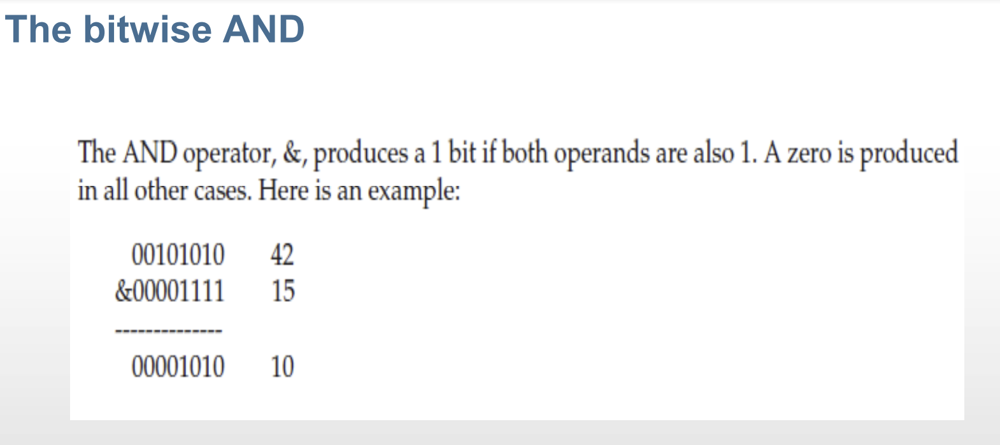 The bitwise AND
The AND operator, &, produces a 1 bit if both operands are also 1. A zero is produced
in all other cases. Here is an example:
00101010 42
&00001111 15
--------------
00001010 10